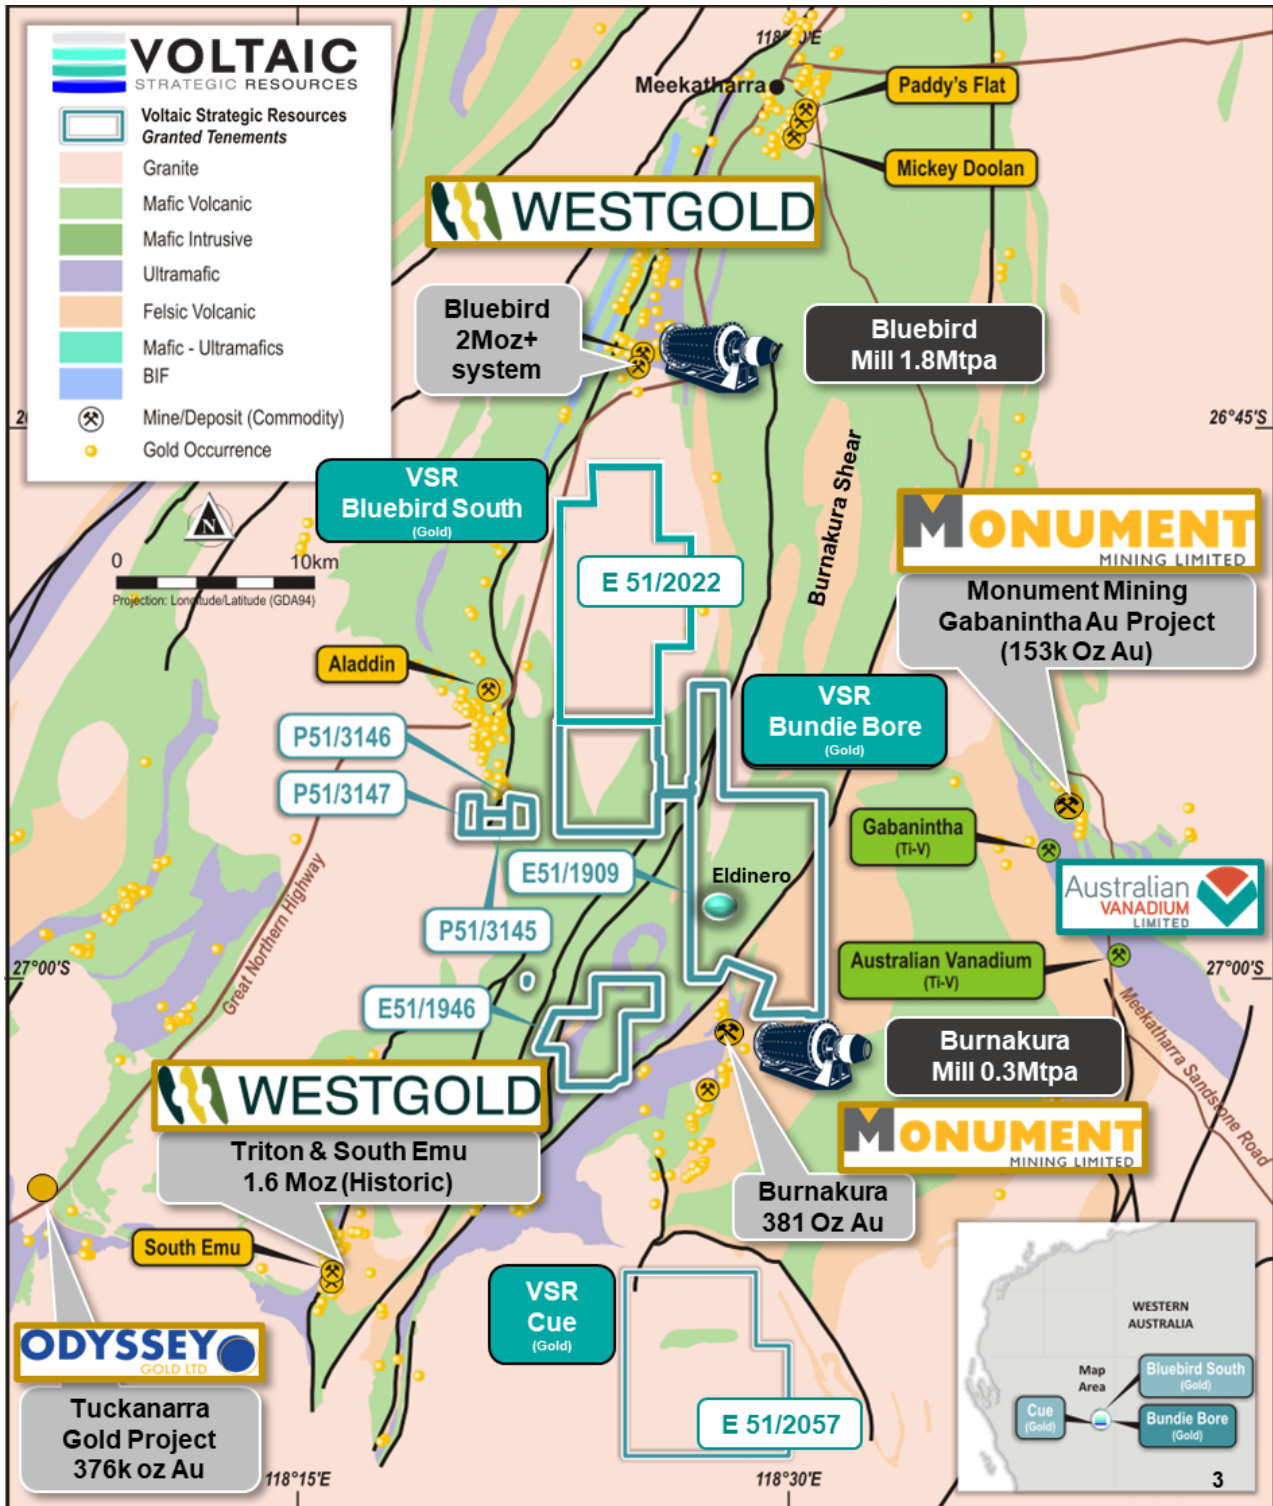 VOLTAIC
STRATEGIC RESOURCES
Voltaic Strategic Resources
Granted Tenements
Granite
Mafic Volcanic
Mafic Intrusive
Ultramafic
Felsic Volcanic
Mafic - Ultramafics
BIF
Mine/Deposit (Commodity)
Gold Occurrence
N
0 10km
Projection: Longitude/Latitude (GDA94)
Meekatharra
Paddy's Flat
Mickey Doolan
WESTGOLD
Bluebird
2Moz+
system
Bluebird
Mill 1.8Mtpa
26°45'S
VSR
Bluebird South
(Gold)
E 51/2022
Burnakura Shear
MONUMENT
MINING LIMITED
Monument Mining
Gabanintha Au Project
(153k Oz Au)
Aladdin
VSR
Bundie Bore
(Gold)
P51/3146
P51/3147
Gabanintha
(Ti-V)
E51/1909
Eldinero
Australian
VANADIUM
LIMITED
P51/3145
Great Northern Highway
27°00'S
Australian Vanadium
(Ti-V)
27°00'S
E51/1946
Meekatharra Sandstone Road
Burnakura
Mill 0.3Mtpa
WESTGOLD
Triton & South Emu
1.6 Moz (Historic)
MONUMENT
MINING LIMITED
Burnakura
381 Oz Au
South Emu
VSR
Cue
(Gold)
ODYSSEY
GOLD LTD
Tuckanarra
Gold Project
376k oz Au
E 51/2057
118°15'E
118°30'E
WESTERN
AUSTRALIA
Map
Area
Bluebird South
(Gold)
Cue
(Gold)
Bundie Bore
(Gold)
3